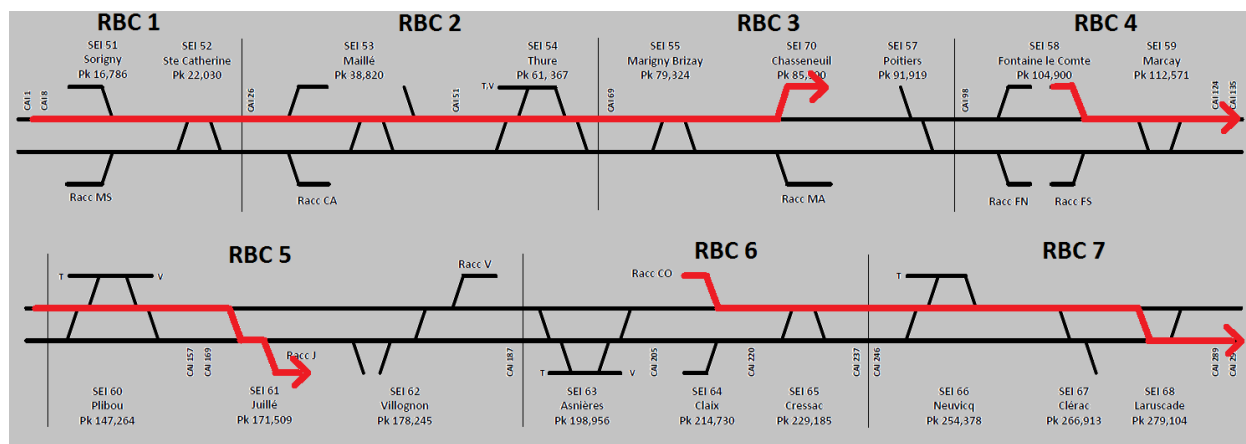 RBC 1
RBC 2
RBC 3
RBC 4
SEI 51
Sorigny
Pk 16,786
SEI 52
Ste Catherine
Pk 22,030
SEI 53
Maillé
Pk 38,820
SEI 54
Thure
Pk 61, 367
SEI 55
Marigny Brizay
Pk 79,324
SEI 70
Chasseneuil
Pk
SEI 57
Poitiers
Pk 91,919
SEI 58
Fontaine le Comte
Pk 104,900
SEI 59
Marcay
Pk 112,571
CAI 1
CAI 8
CAI 26
CAI 51
T,V
CAI 69
CAI 98
CAI 124
CAI 135
Racc MS
Racc CA
Racc MA
Racc FN
Racc FS
RBC 5
RBC 6
RBC 7
T
V
Racc V
Racc CO
T
CAI 157
CAI 169
Racc J
CAI 187
T
V
CAI 205
CAI 220
CAI 237
CAI 246
CAI 289
CAI
SEI 60
Plibou
Pk 147,264
SEI 61
Juillé
Pk 171,509
SEI 62
Villognon
Pk 178,245
SEI 63
Asnières
Pk 198,956
SEI 64
Claix
Pk 214,730
SEI 65
Cressac
Pk 229,185
SEI 66
Neuvicq
Pk 254,378
SEI 67
Clérac
Pk 266,913
SEI 68
Laruscade
Pk 279,104